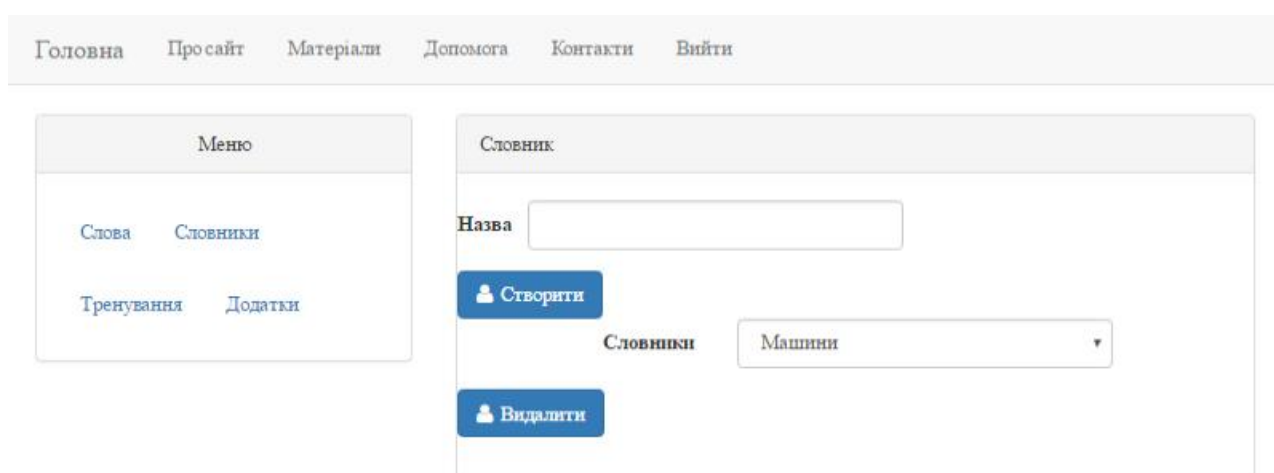 Головна Про сайт Матеріали Допомога Контакти Вийти
Меню
Слова Словники
Тренування Додатки
Словник
Назва
Створити
Словники Машини
Видалити